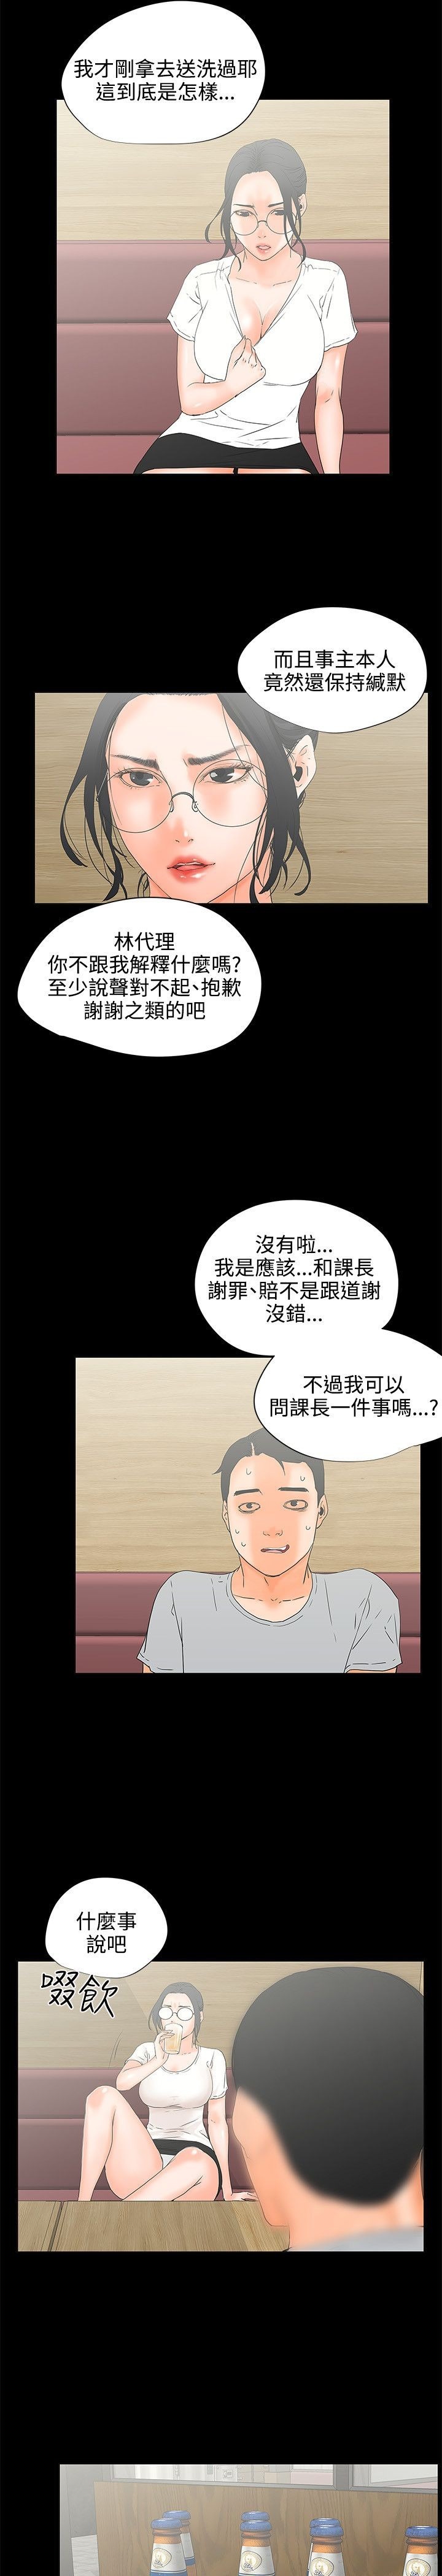 我才剛拿去送洗過耶
這到底是怎樣...
而且事主本人
竟然還保持緘默
林代理
你不跟我解釋什麼嗎?
至少說聲對不起、抱歉
謝謝之類的吧
沒有啦...
我是應該...和課長
謝罪、賠不是跟道謝
沒錯...
不過我可以
問課長一件事嗎...?
什麼事
說吧
啜飲